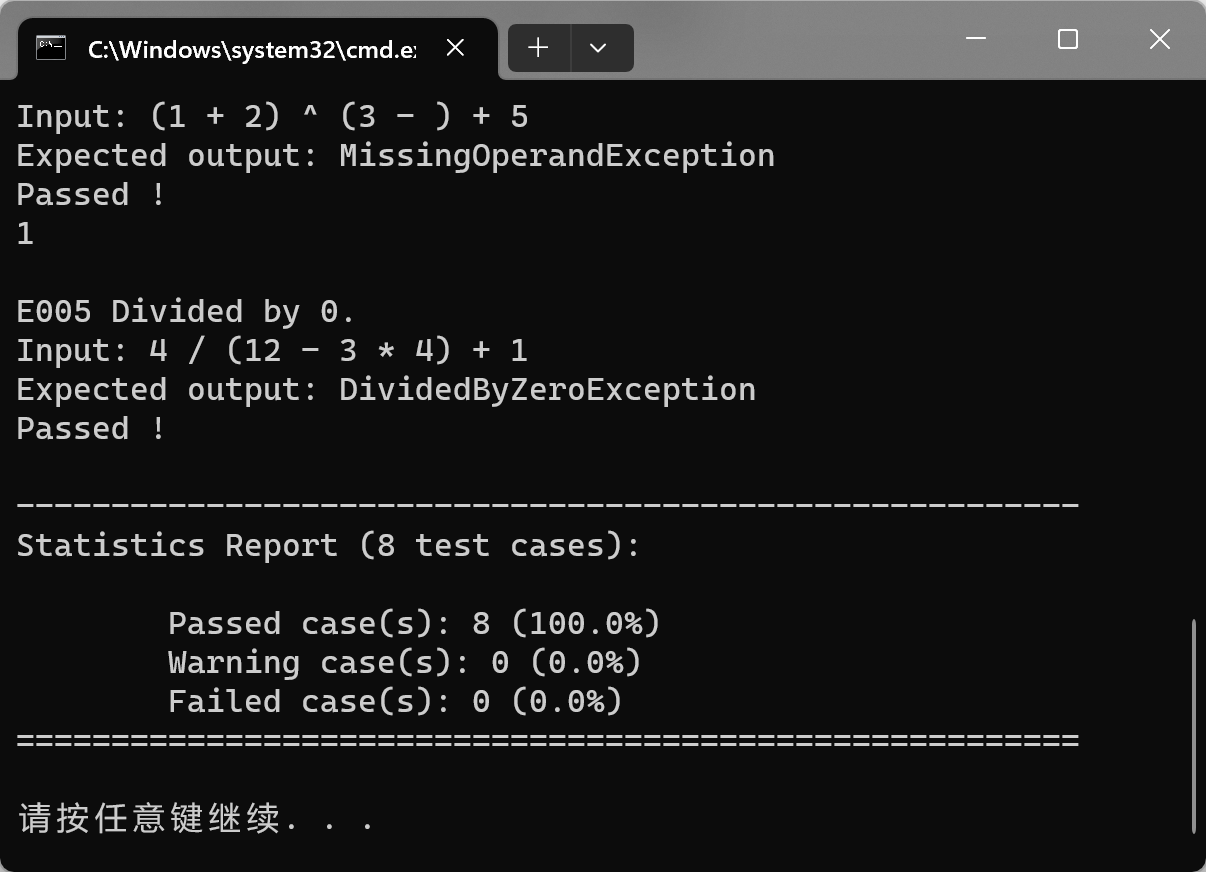 C:\Windows\system32\cmd.e
Input: (1 + 2) ^ (3 - ) + 5
Expected output: MissingOperandException
Passed !
1
E005 Divided by 0.
Input: 4 / (12 - 3 * 4) + 1
Expected output: DividedByZeroException
Passed !
--------------------------------------------------------
Statistics Report (8 test cases):
Passed case(s): 8 (100.0%)
Warning case(s): 0 (0.0%)
Failed case(s): 0 (0.0%)
========================================================
请按任意键继续. . .